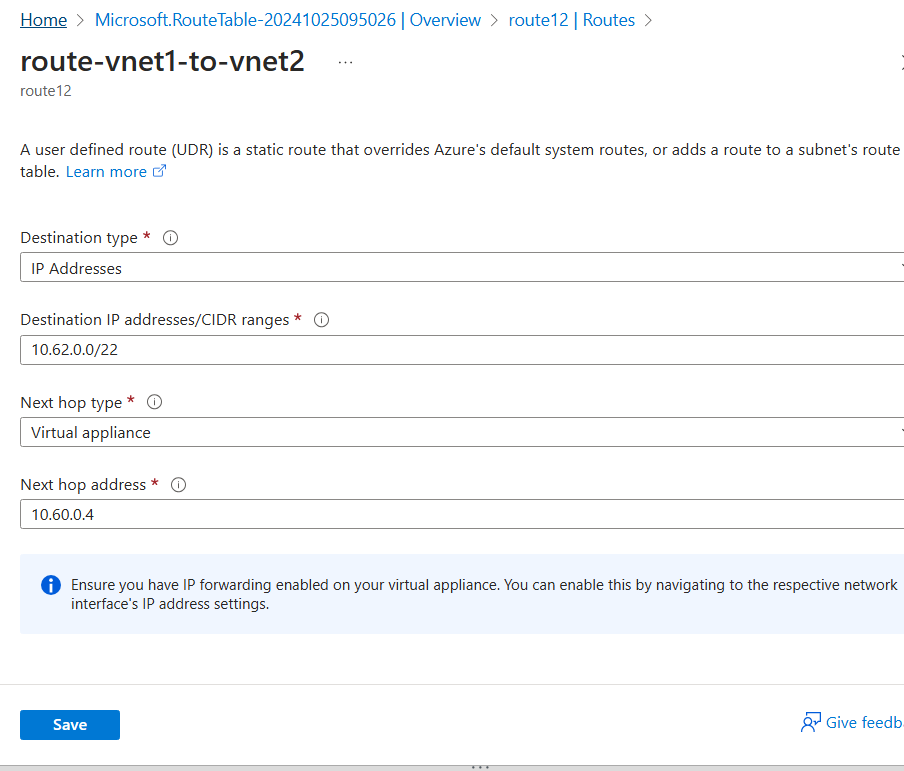 Home > Microsoft.RouteTable-20241025095026 | Overview > route12 | Routes >
route-vnet1-to-vnet2 ...
route12
A user defined route (UDR) is a static route that overrides Azure's default system routes, or adds a route to a subnet's route
table. Learn more
Destination type *
IP Addresses
Destination IP addresses/CIDR ranges *
10.62.0.0/22
Next hop type *
Virtual appliance
Next hop address *
10.60.0.4
Ensure you have IP forwarding enabled on your virtual appliance. You can enable this by navigating to the respective network
interface's IP address settings.
Save
Give feedb